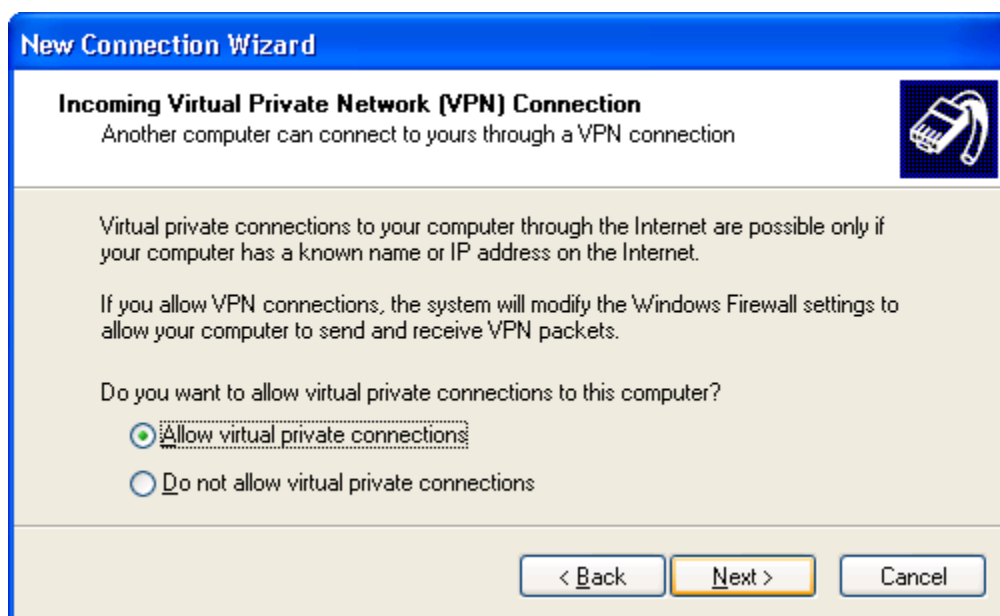 New Connection Wizard
Incoming Virtual Private Network (VPN) Connection
Another computer can connect to yours through a VPN connection
Virtual private connections to your computer through the Internet are possible only if
your computer has a known name or IP address on the Internet.
If you allow VPN connections, the system will modify the Windows Firewall settings to
allow your computer to send and receive VPN packets.
Do you want to allow virtual private connections to this computer?
Allow virtual private connections
Do not allow virtual private connections
< Back Next > Cancel